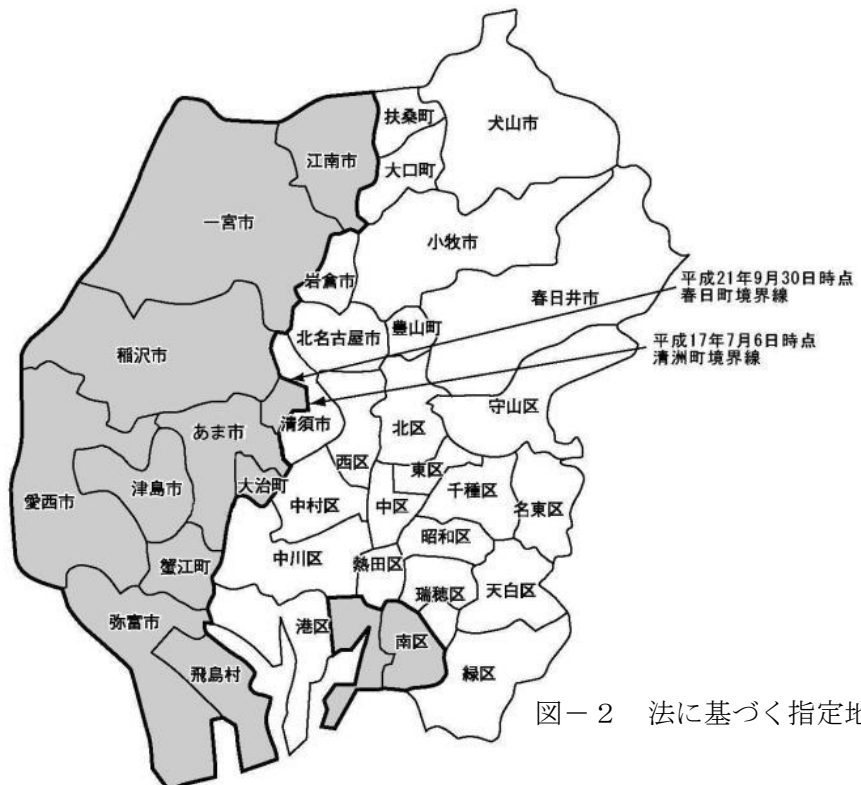 扶桑町
犬山市
江南市
大口町
一宮市
小牧市
岩倉市
平成21年9月30日時点
春日町境界線
春日井市
北名古屋市
豊山町
平成17年7月6日時点
清洲町境界線
稲沢市
守山区
清須市
北区
あま市
西区
東区
大治町
千種区
愛西市
津島市
中村区
中区
名東区
昭和区
蟹江町
中川区
熱田区
瑞穂区
天白区
弥富市
港区
南区
飛島村
緑区
図－２　法に基づく指定地